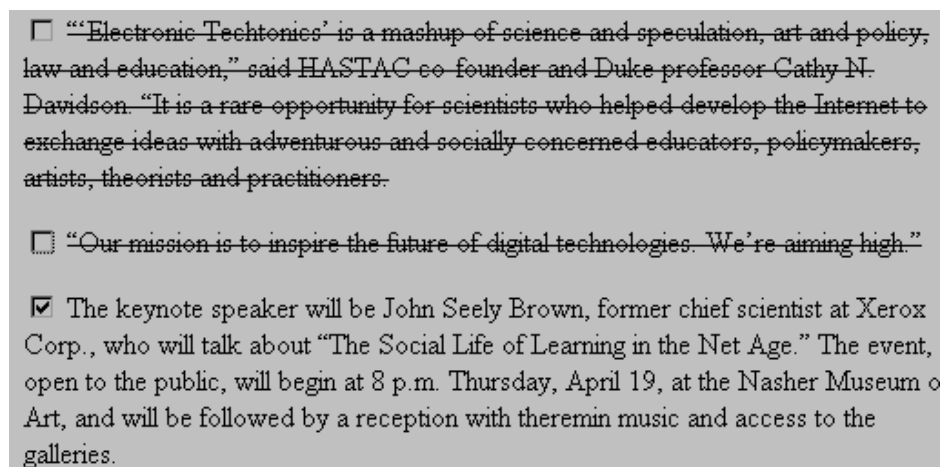 “‘Electronic Techtonics’ is a mashup of science and speculation, art and policy,
law and education,” said HASTAC co-founder and Duke professor Cathy N.
Davidson. “It is a rare opportunity for scientists who helped develop the Internet to
exchange ideas with adventurous and socially concerned educators, policymakers,
artists, theorists and practitioners.
“Our mission is to inspire the future of digital technologies. We’re aiming high.”
The keynote speaker will be John Seely Brown, former chief scientist at Xerox
Corp., who will talk about “The Social Life of Learning in the Net Age.” The event,
open to the public, will begin at 8 p.m. Thursday, April 19, at the Nasher Museum o
Art, and will be followed by a reception with theremin music and access to the
galleries.